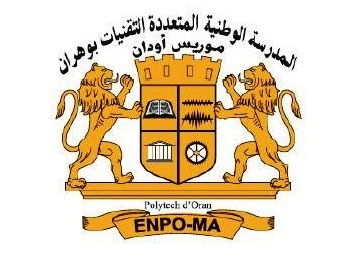 المدرسة الوطنية المتعددة التقنيات بوهران
موريس أودان
Polytech d'Oran
ENPO-MA